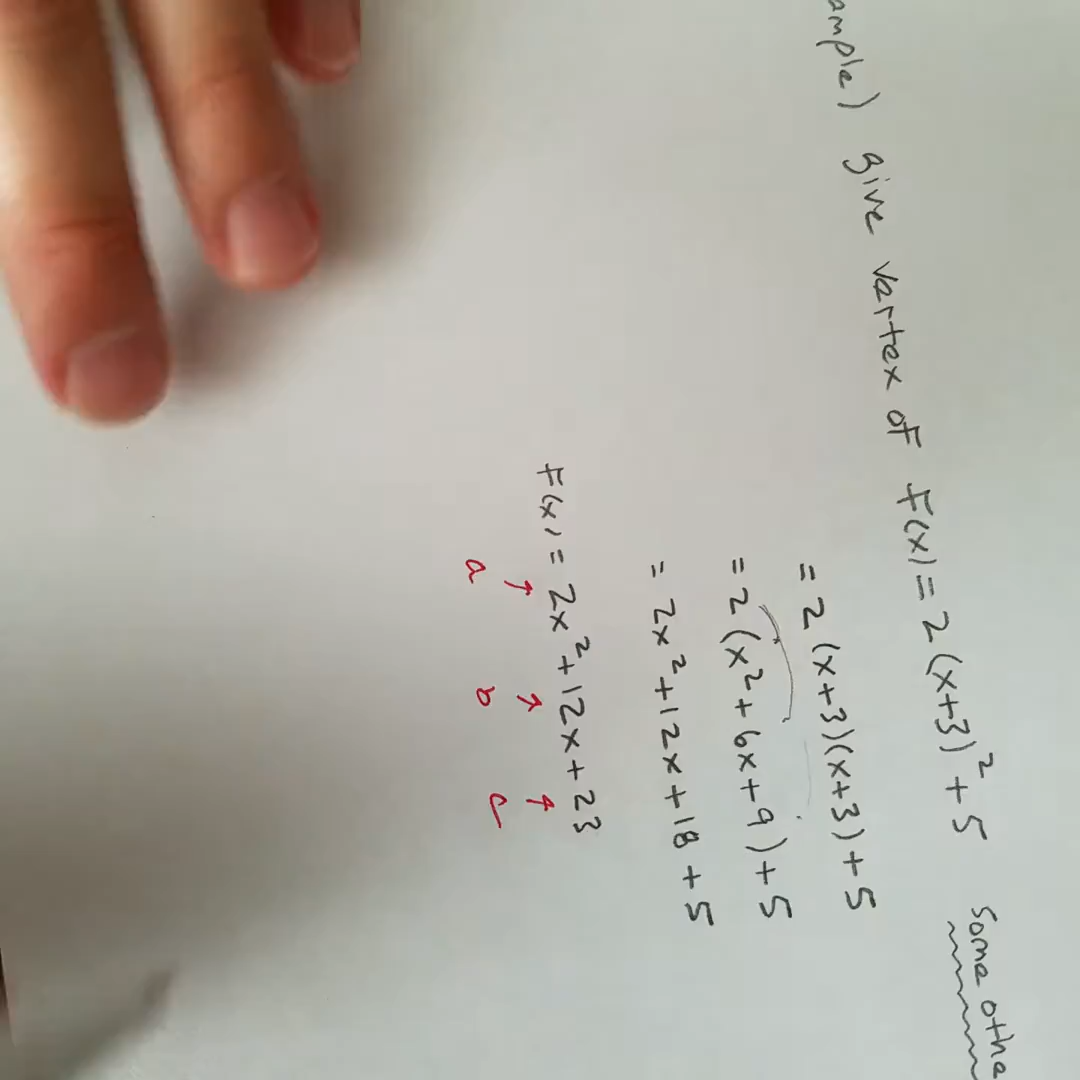 give vertex of f(x) = 2(x+3)² + 5 some
= 2(x+3)(x+3) + 5
= 2(x² + 6x + 9) + 5
= 2x² + 12x + 18 + 5
f(x) = 2x² + 12x + 23
↑ ↑ ↑
a b c